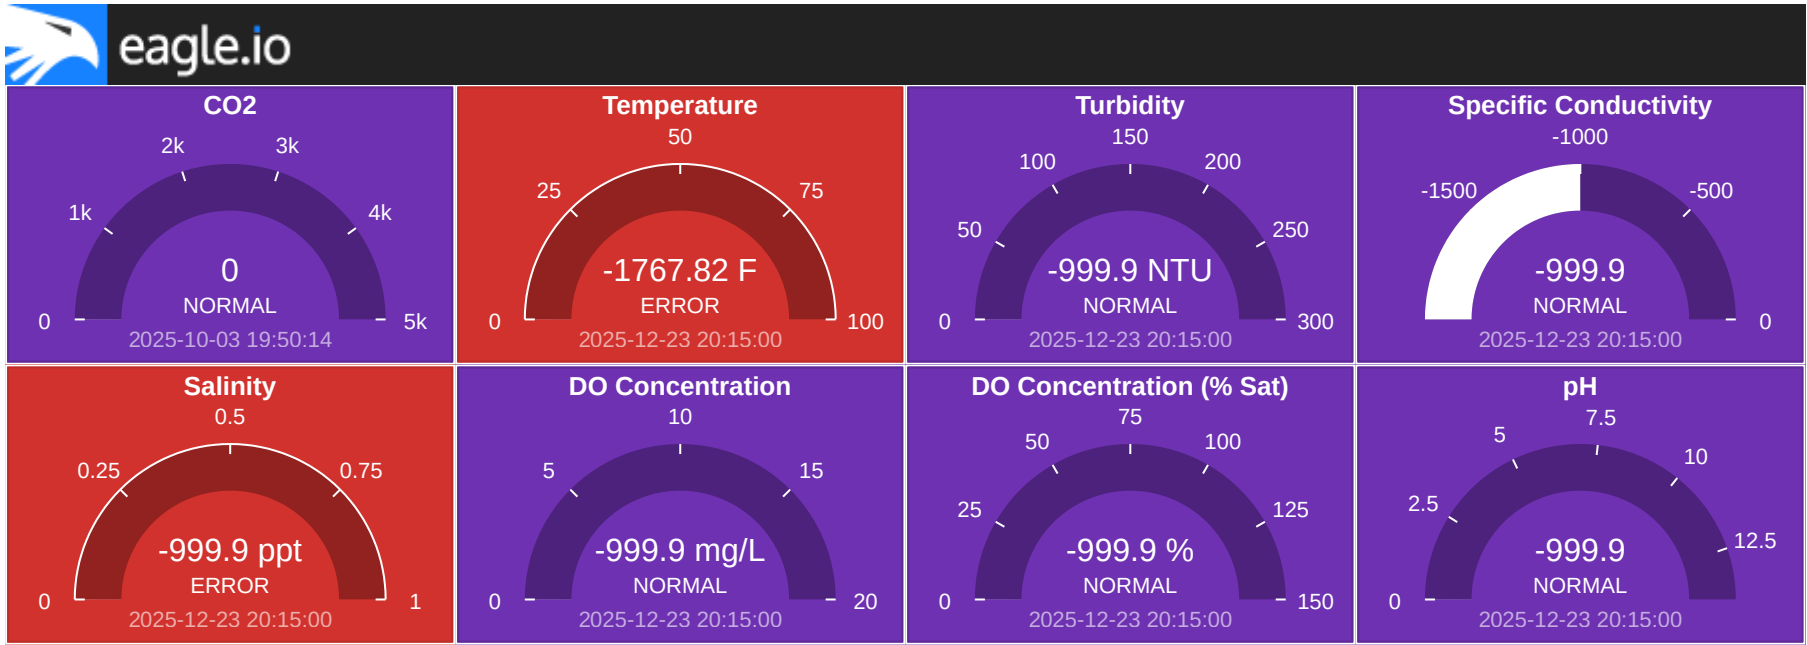 eagle.io
CO2
2k
3k
1k
4k
0
NORMAL
0
5k
2025-10-03 19:50:14
Temperature
50
25
75
-1767.82 F
ERROR
0
100
2025-12-23 20:15:00
Turbidity
150
100
200
50
250
-999.9 NTU
NORMAL
0
300
2025-12-23 20:15:00
Specific Conductivity
-1000
-1500
-500
-999.9
NORMAL
0
2025-12-23 20:15:00
Salinity
0.5
0.25
0.75
-999.9 ppt
ERROR
0
1
2025-12-23 20:15:00
DO Concentration
10
5
15
-999.9 mg/L
NORMAL
0
20
2025-12-23 20:15:00
DO Concentration (% Sat)
75
50
100
25
125
-999.9 %
NORMAL
0
150
2025-12-23 20:15:00
pH
7.5
5
10
2.5
12.5
-999.9
NORMAL
0
2025-12-23 20:15:00